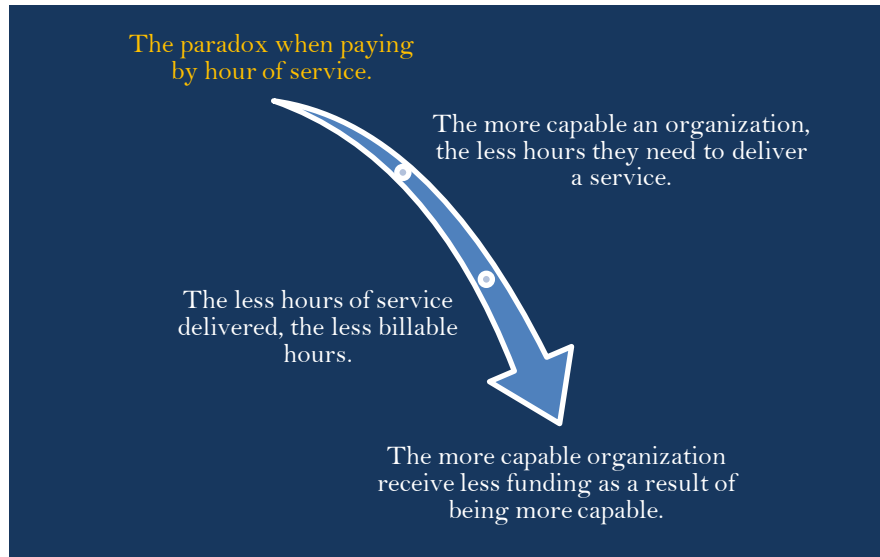 The paradox when paying
by hour of service.
The more capable an organization,
the less hours they need to deliver
a service.
The less hours of service
delivered, the less billable
hours.
The more capable organization
receive less funding as a result of
being more capable.